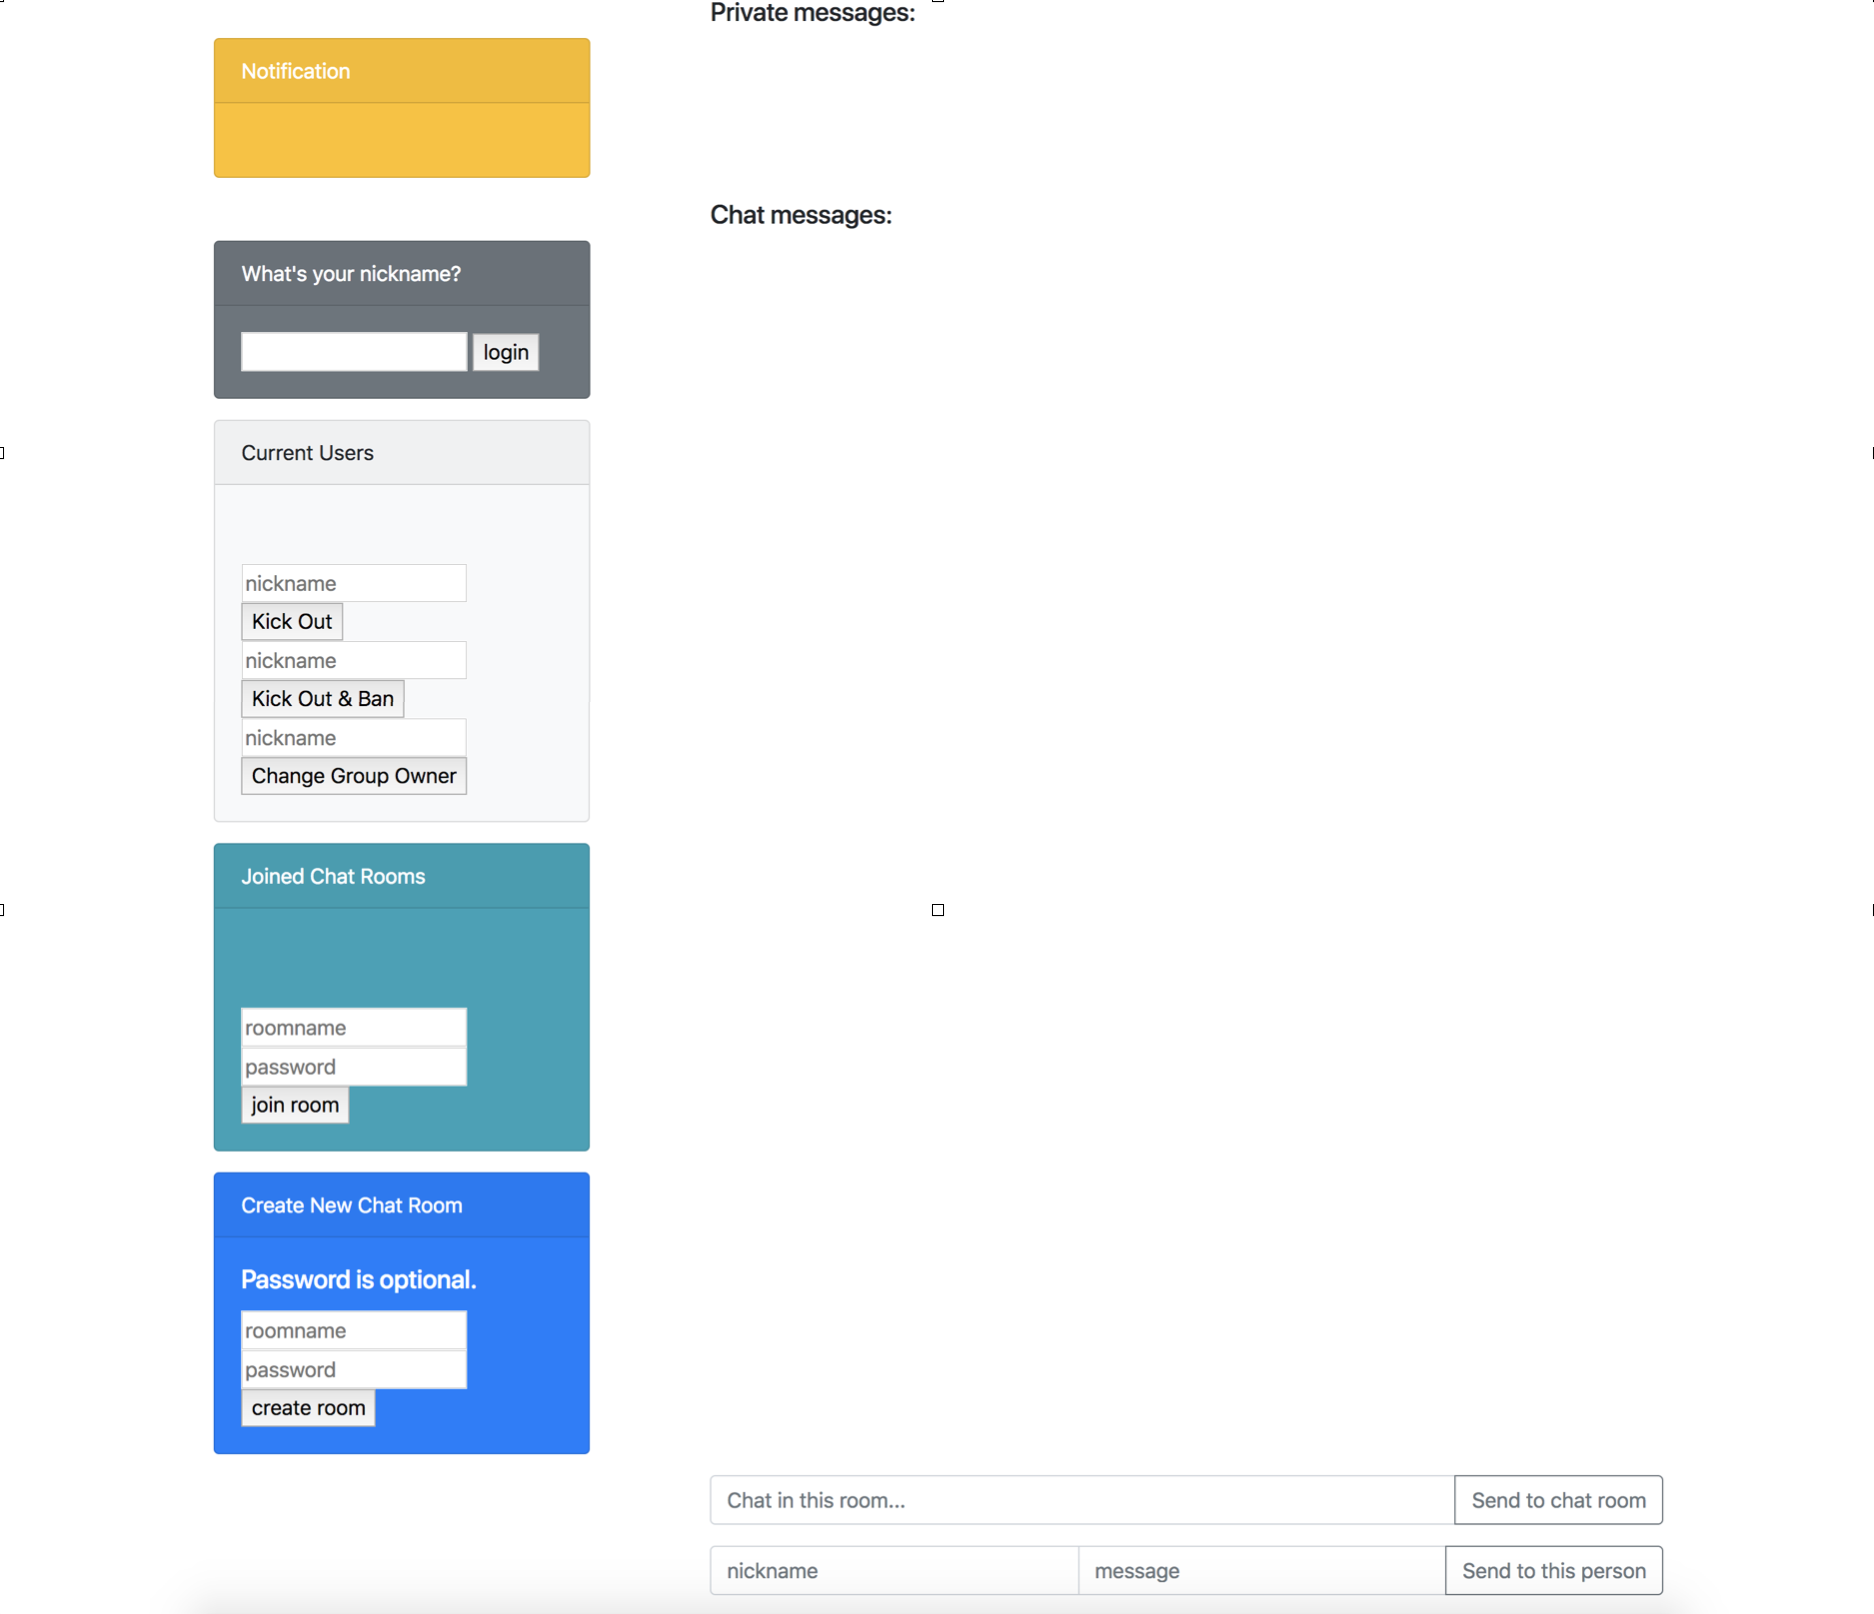 Private messages:
Notification
Chat messages:
What's your nickname?
login
Current Users
nickname
Kick Out
nickname
Kick Out & Ban
nickname
Change Group Owner
Joined Chat Rooms
roomname
password
join room
Create New Chat Room
Password is optional.
roomname
password
create room
Chat in this room... Send to chat room
nickname message Send to this person